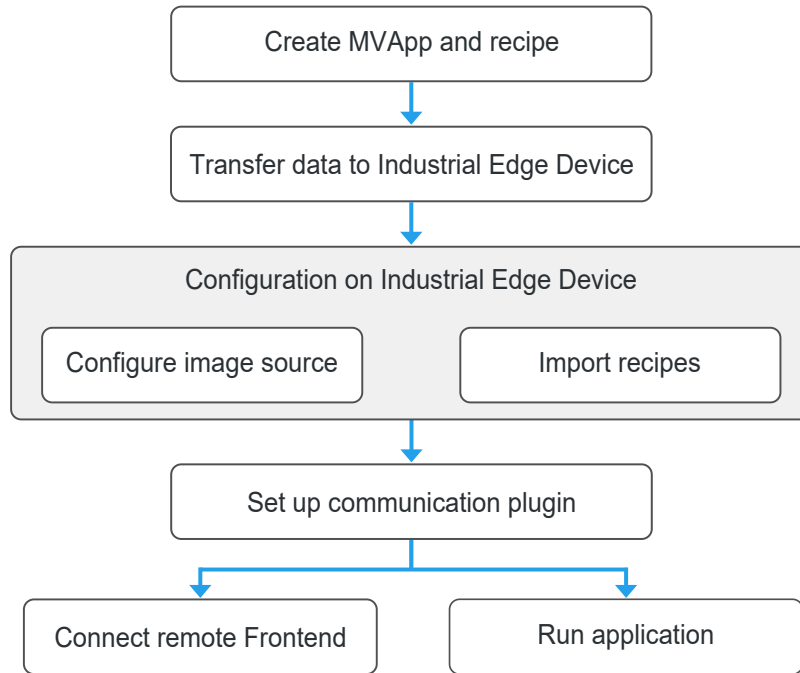 Create MVApp and recipe
Transfer data to Industrial Edge Device
Configuration on Industrial Edge Device
Configure image source
Import recipes
Set up communication plugin
Connect remote Frontend
Run application